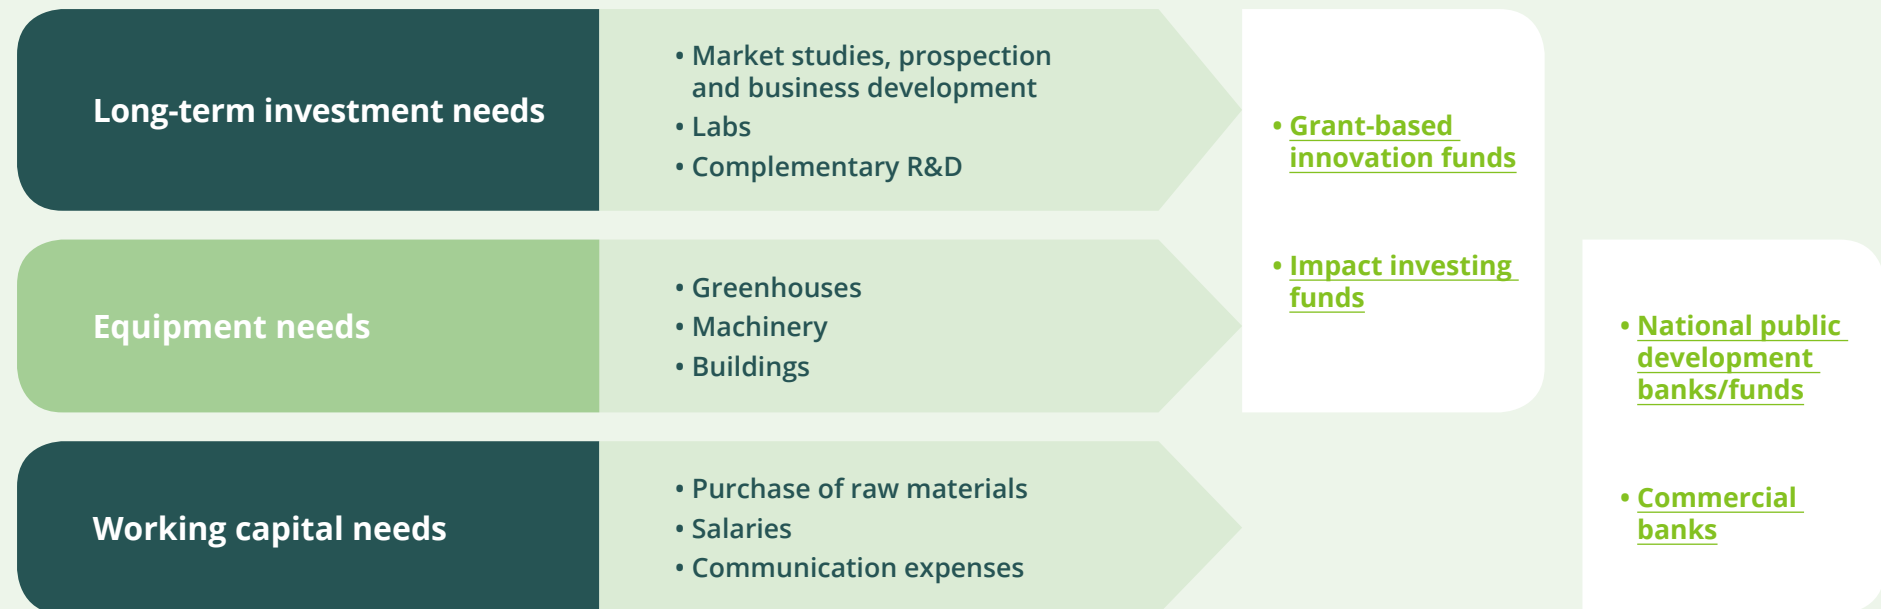 Long-term investment needs
• Market studies, prospection
and business development
• Labs
• Complementary R&D
Equipment needs
• Greenhouses
• Machinery
• Buildings
Working capital needs
• Purchase of raw materials
• Salaries
• Communication expenses
• Grant-based
innovation funds
• Impact investing
funds
• National public
development
banks/funds
• Commercial
banks